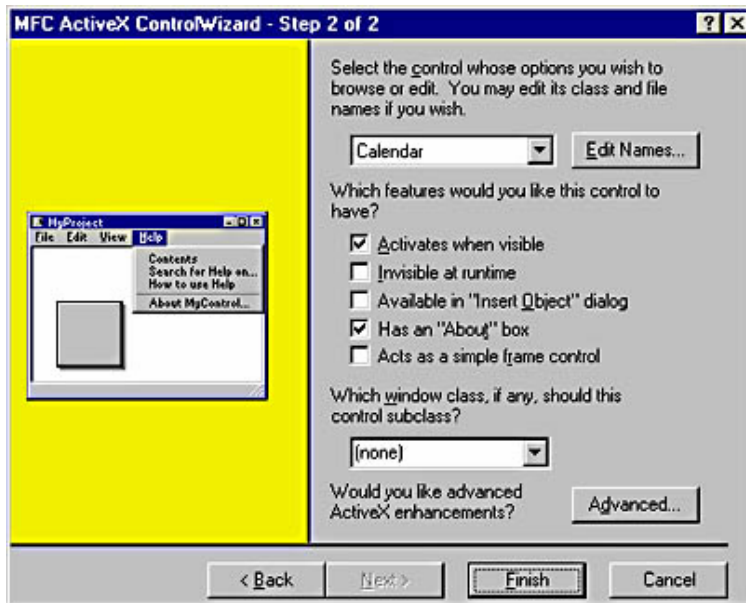 MFC ActiveX ControlWizard - Step 2 of 2
Select the control whose options you wish to
browse or edit. You may edit its class and file
names if you wish.
Calendar
Edit Names...
Which features would you like this control to
have?
Activates when visible
Invisible at runtime
Available in "Insert Object" dialog
Has an "About" box
Acts as a simple frame control
Which window class, if any, should this
control subclass?
(none)
Would you like advanced
ActiveX enhancements?
Advanced...
MyProject
File Edit View Help
Contents
Search for Help on...
How to use Help
About MyControl...
< Back
Next >
Finish
Cancel